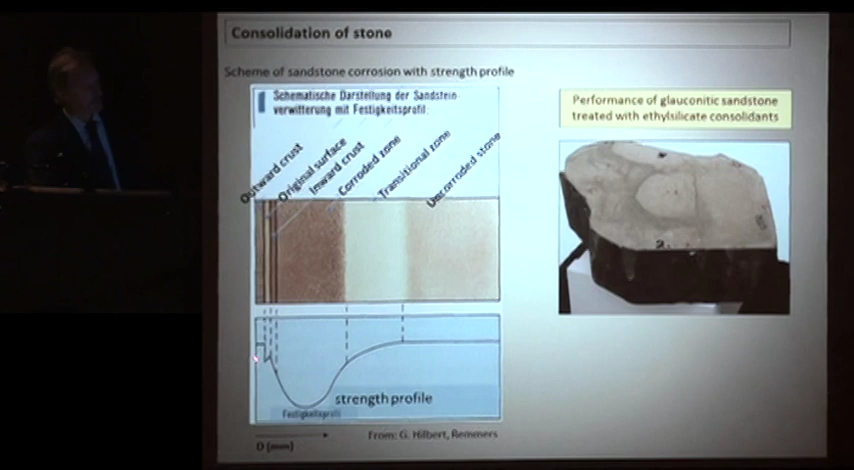 Consolidation of stone
Scheme of sandstone corrosion with strength profile
Schematische Darstellung der Sandstein-
verwitterung mit Festigkeitsprofil:
Outward crust
Original surface
Inward crust
Corroded zone
Transitional zone
Uncorroded stone
strength profile
Festigkeitsprofil
D (mm)
From: G. Hilbert, Remmers
Performance of glauconitic sandstone
treated with ethylsilicate consolidants
2.